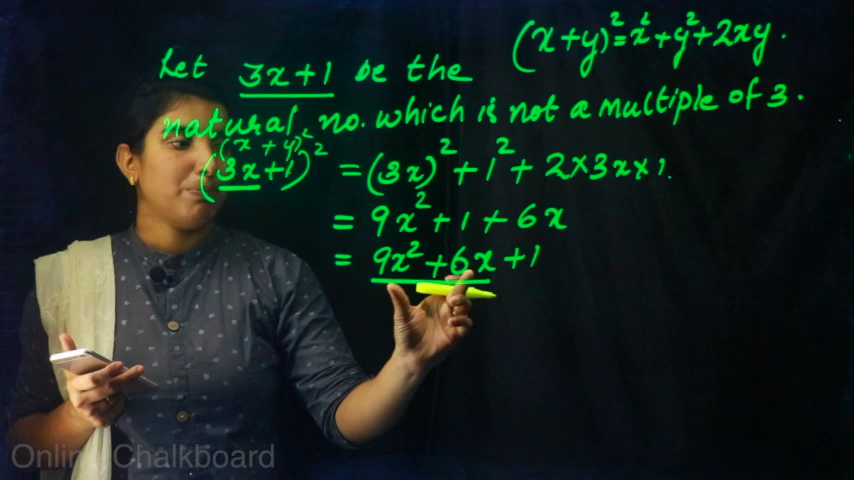 (x+y)²=x²+y²+2xy.
Let 3x+1 be the
natural no. which is not a multiple of 3.
(x + y)²
(3x+1)² = (3x)² + 1² + 2×3x×1.
= 9x² + 1 + 6x
= 9x² + 6x + 1
Online Chalkboard